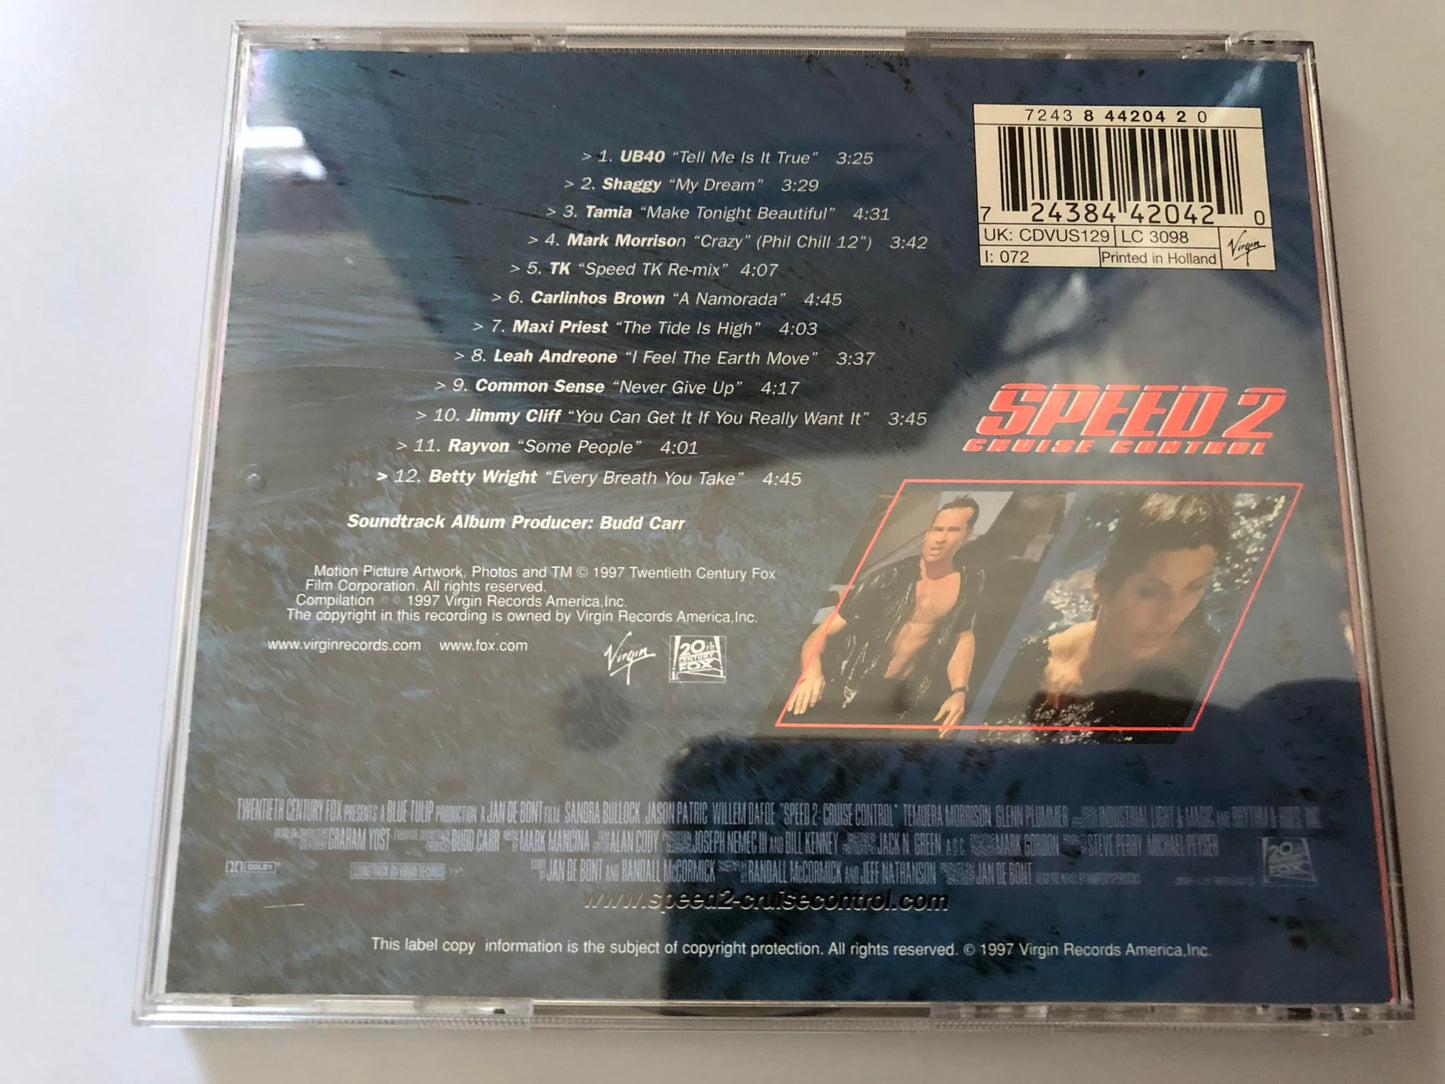 7243 8 44204 2 0
7 24384 42042 0
UK: CDVUS129 LC 3098
I: 072 Printed in Holland
Virgin
> 1. UB40 “Tell Me Is It True” 3:25
> 2. Shaggy “My Dream” 3:29
> 3. Tamia “Make Tonight Beautiful” 4:31
> 4. Mark Morrison “Crazy” (Phil Chill 12”) 3:42
> 5. TK “Speed TK Re-mix” 4:07
> 6. Carlinhos Brown “A Namorada” 4:45
> 7. Maxi Priest “The Tide Is High” 4:03
> 8. Leah Andreone “I Feel The Earth Move” 3:37
> 9. Common Sense “Never Give Up” 4:17
> 10. Jimmy Cliff “You Can Get It If You Really Want It” 3:45
> 11. Rayvon “Some People” 4:01
> 12. Betty Wright “Every Breath You Take” 4:45
Soundtrack Album Producer: Budd Carr
SPEED 2
CRUISE CONTROL
Motion Picture Artwork, Photos and TM © 1997 Twentieth Century Fox
Film Corporation. All rights reserved.
Compilation ℗ © 1997 Virgin Records America,Inc.
The copyright in this recording is owned by Virgin Records America,Inc.
www.virginrecords.com www.fox.com
Virgin
20th
CENTURY
FOX
TWENTIETH CENTURY FOX PRESENTS A BLUE TULIP PRODUCTION A JAN DE BONT FILM SANDRA BULLOCK JASON PATRIC WILLEM DAFOE "SPEED 2: CRUISE CONTROL" TEMUERA MORRISON GLENN PLUMMER INDUSTRIAL LIGHT & MAGIC AND RHYTHM & HUES, INC.
GRAHAM YOST BUDD CARR MARK MANCINA ALAN CODY JOSEPH NEMEC III AND BILL KENNEY JACK N. GREEN A.S.C. MARK GORDON STEVE PERRY MICHAEL PEYSER
DOLBY SOUNDTRACK ON VIRGIN RECORDS JAN DE BONT AND RANDALL McCORMICK RANDALL McCORMICK AND JEFF NATHANSON JAN DE BONT
www.speed2-cruisecontrol.com
This label copy information is the subject of copyright protection. All rights reserved. © 1997 Virgin Records America,Inc.